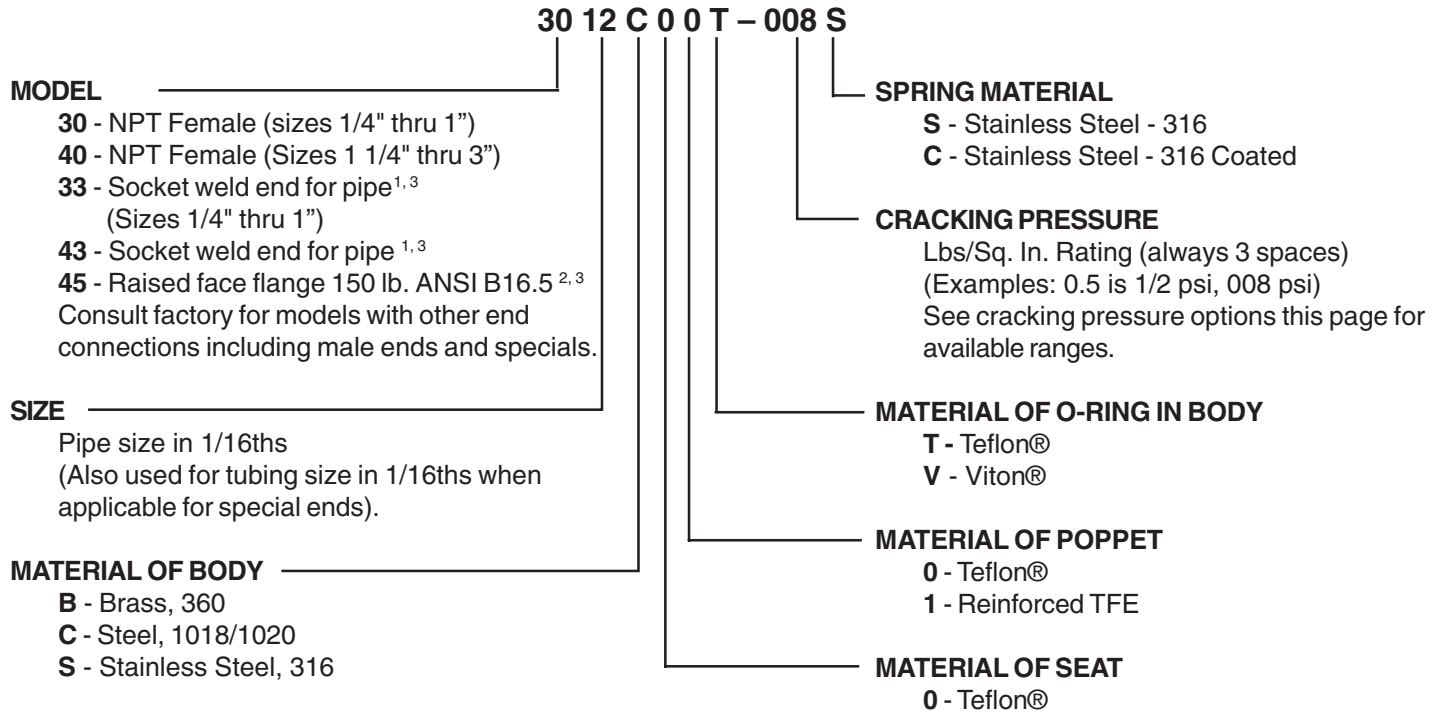 30 12 C 0 0 T – 008 S
MODEL
30 - NPT Female (sizes 1/4" thru 1”)
40 - NPT Female (Sizes 1 1/4" thru 3”)
33 - Socket weld end for pipe1, 3
(Sizes 1/4" thru 1”)
43 - Socket weld end for pipe 1, 3
45 - Raised face flange 150 lb. ANSI B16.5 2, 3
Consult factory for models with other end
connections including male ends and specials.
SIZE
Pipe size in 1/16ths
(Also used for tubing size in 1/16ths when
applicable for special ends).
MATERIAL OF BODY
B - Brass, 360
C - Steel, 1018/1020
S - Stainless Steel, 316
SPRING MATERIAL
S - Stainless Steel - 316
C - Stainless Steel - 316 Coated
CRACKING PRESSURE
Lbs/Sq. In. Rating (always 3 spaces)
(Examples: 0.5 is 1/2 psi, 008 psi)
See cracking pressure options this page for
available ranges.
MATERIAL OF O-RING IN BODY
T - Teflon®
V - Viton®
MATERIAL OF POPPET
0 - Teflon®
1 - Reinforced TFE
MATERIAL OF SEAT
0 - Teflon®